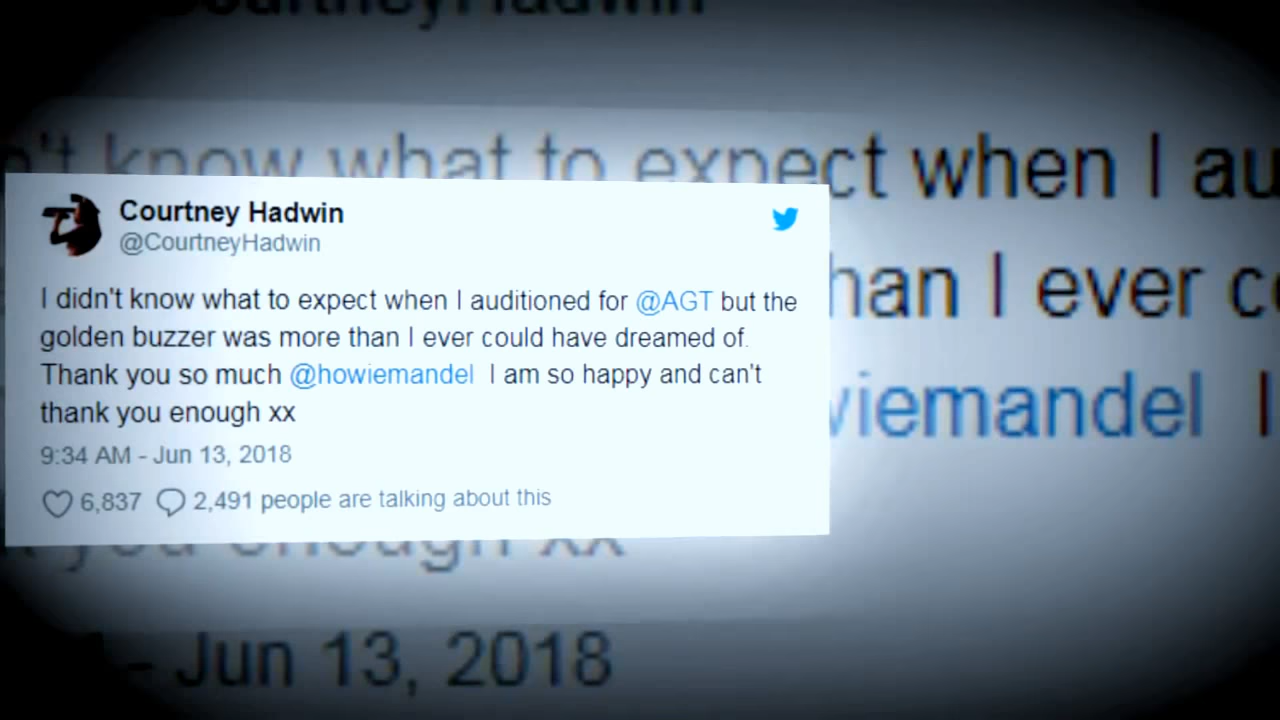 CourtneyHadwin
n't know what to expect when I au
Courtney Hadwin
@CourtneyHadwin
I didn't know what to expect when I auditioned for @AGT but the
golden buzzer was more than I ever could have dreamed of.
Thank you so much @howiemandel I am so happy and can't
thank you enough xx
9:34 AM - Jun 13, 2018
6,837 2,491 people are talking about this
han I ever c
wiemandel I
you enough xx
- Jun 13, 2018